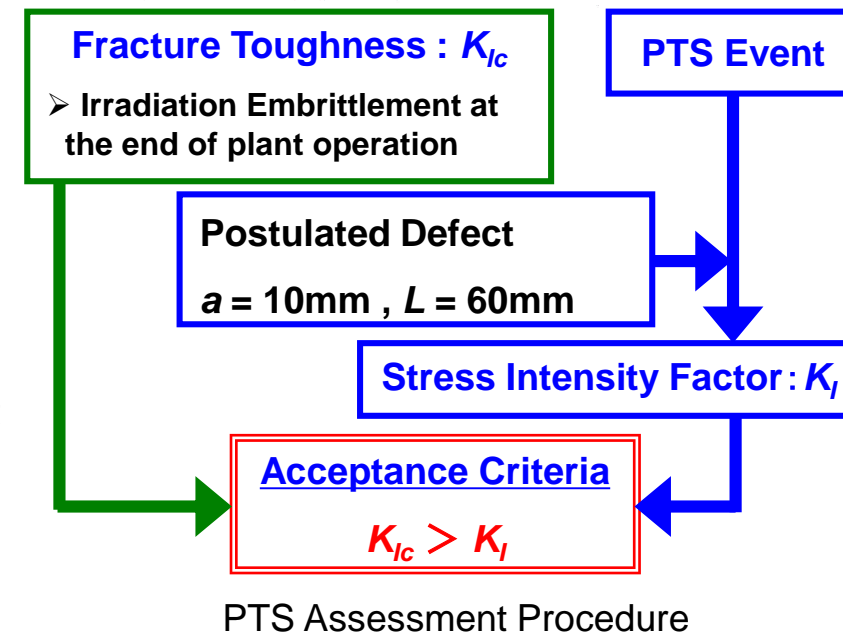 Fracture Toughness : KIc
➢ Irradiation Embrittlement at
the end of plant operation
PTS Event
Postulated Defect
a = 10mm , L = 60mm
Stress Intensity Factor : KI
Acceptance Criteria
KIc ＞ KI
PTS Assessment Procedure